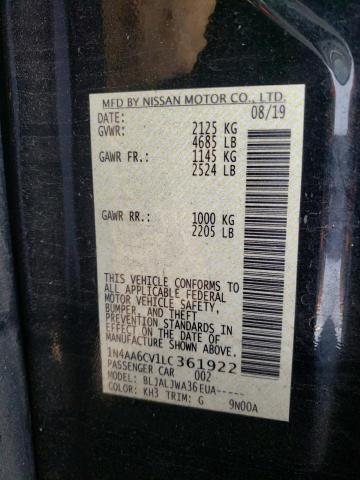 MFD BY NISSAN MOTOR CO., LTD.
DATE: 08/19
GVWR: 2125 KG
4685 LB
GAWR FR.: 1145 KG
2524 LB
GAWR RR.: 1000 KG
2205 LB
THIS VEHICLE CONFORMS TO
ALL APPLICABLE FEDERAL
MOTOR VEHICLE SAFETY,
BUMPER, AND THEFT
PREVENTION STANDARDS IN
EFFECT ON THE DATE OF
MANUFACTURE SHOWN ABOVE.
1N4AA6CV1LC361922
PASSENGER CAR 002
MODEL: BLJALJWA36EUA-----
COLOR: KH3 TRIM: G 9N00A